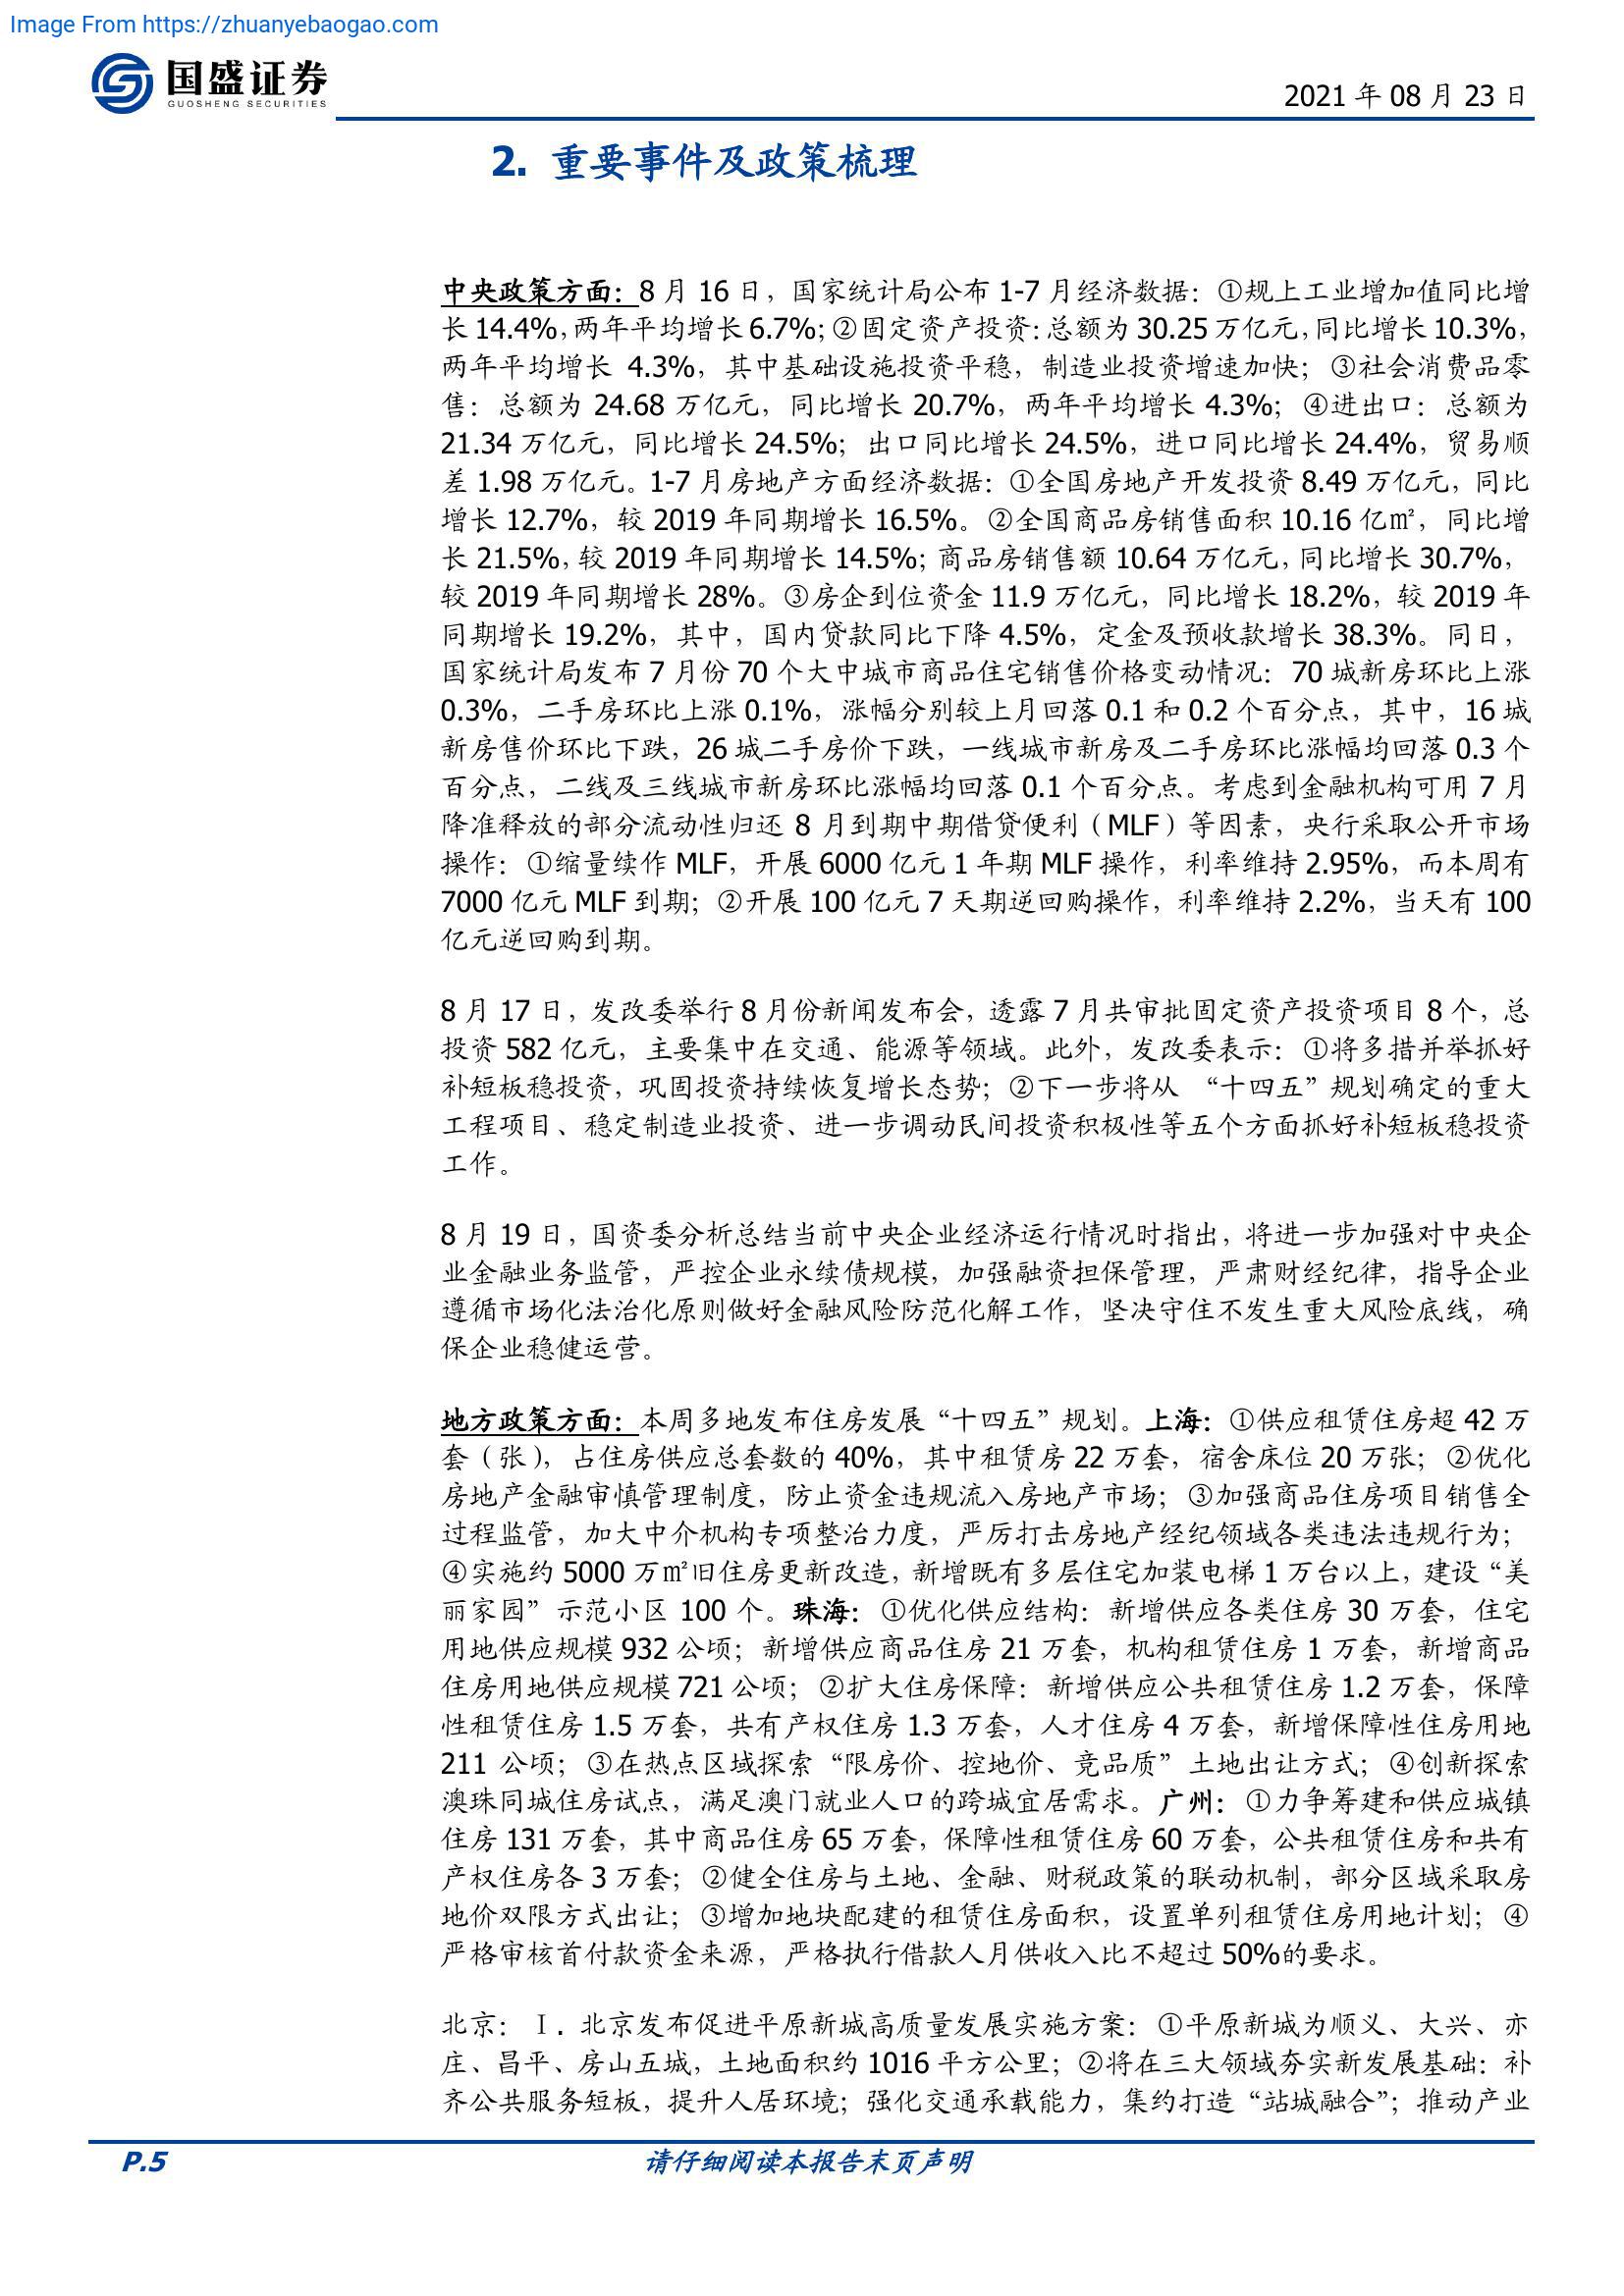 Image From https://zhuanyebaogao.com
国盛证券
GUOSHENG SECURITIES
2021 年 08 月 23 日
2. 重要事件及政策梳理
中央政策方面：8 月 16 日，国家统计局公布 1-7 月经济数据：①规上工业增加值同比增
长 14.4%，两年平均增长 6.7%；②固定资产投资：总额为 30.25 万亿元，同比增长 10.3%，
两年平均增长 4.3%，其中基础设施投资平稳，制造业投资增速加快；③社会消费品零
售：总额为 24.68 万亿元，同比增长 20.7%，两年平均增长 4.3%；④进出口：总额为
21.34 万亿元，同比增长 24.5%；出口同比增长 24.5%，进口同比增长 24.4%，贸易顺
差 1.98 万亿元。1-7 月房地产方面经济数据：①全国房地产开发投资 8.49 万亿元，同比
增长 12.7%，较 2019 年同期增长 16.5%。②全国商品房销售面积 10.16 亿㎡，同比增
长 21.5%，较 2019 年同期增长 14.5%；商品房销售额 10.64 万亿元，同比增长 30.7%，
较 2019 年同期增长 28%。③房企到位资金 11.9 万亿元，同比增长 18.2%，较 2019 年
同期增长 19.2%，其中，国内贷款同比下降 4.5%，定金及预收款增长 38.3%。同日，
国家统计局发布 7 月份 70 个大中城市商品住宅销售价格变动情况：70 城新房环比上涨
0.3%，二手房环比上涨 0.1%，涨幅分别较上月回落 0.1 和 0.2 个百分点，其中，16 城
新房售价环比下跌，26 城二手房价下跌，一线城市新房及二手房环比涨幅均回落 0.3 个
百分点，二线及三线城市新房环比涨幅均回落 0.1 个百分点。考虑到金融机构可用 7 月
降准释放的部分流动性归还 8 月到期中期借贷便利（MLF）等因素，央行采取公开市场
操作：①缩量续作 MLF，开展 6000 亿元 1 年期 MLF 操作，利率维持 2.95%，而本周有
7000 亿元 MLF 到期；②开展 100 亿元 7 天期逆回购操作，利率维持 2.2%，当天有 100
亿元逆回购到期。
8 月 17 日，发改委举行 8 月份新闻发布会，透露 7 月共审批固定资产投资项目 8 个，总
投资 582 亿元，主要集中在交通、能源等领域。此外，发改委表示：①将多措并举抓好
补短板稳投资，巩固投资持续恢复增长态势；②下一步将从 “十四五”规划确定的重大
工程项目、稳定制造业投资、进一步调动民间投资积极性等五个方面抓好补短板稳投资
工作。
8 月 19 日，国资委分析总结当前中央企业经济运行情况时指出，将进一步加强对中央企
业金融业务监管，严控企业永续债规模，加强融资担保管理，严肃财经纪律，指导企业
遵循市场化法治化原则做好金融风险防范化解工作，坚决守住不发生重大风险底线，确
保企业稳健运营。
地方政策方面：本周多地发布住房发展“十四五”规划。上海：①供应租赁住房超 42 万
套（张），占住房供应总套数的 40%，其中租赁房 22 万套，宿舍床位 20 万张；②优化
房地产金融审慎管理制度，防止资金违规流入房地产市场；③加强商品住房项目销售全
过程监管，加大中介机构专项整治力度，严厉打击房地产经纪领域各类违法违规行为；
④实施约 5000 万㎡旧住房更新改造，新增既有多层住宅加装电梯 1 万台以上，建设“美
丽家园”示范小区 100 个。珠海：①优化供应结构：新增供应各类住房 30 万套，住宅
用地供应规模 932 公顷；新增供应商品住房 21 万套，机构租赁住房 1 万套，新增商品
住房用地供应规模 721 公顷；②扩大住房保障：新增供应公共租赁住房 1.2 万套，保障
性租赁住房 1.5 万套，共有产权住房 1.3 万套，人才住房 4 万套，新增保障性住房用地
211 公顷；③在热点区域探索“限房价、控地价、竞品质”土地出让方式；④创新探索
澳珠同城住房试点，满足澳门就业人口的跨城宜居需求。广州：①力争筹建和供应城镇
住房 131 万套，其中商品住房 65 万套，保障性租赁住房 60 万套，公共租赁住房和共有
产权住房各 3 万套；②健全住房与土地、金融、财税政策的联动机制，部分区域采取房
地价双限方式出让；③增加地块配建的租赁住房面积，设置单列租赁住房用地计划；④
严格审核首付款资金来源，严格执行借款人月供收入比不超过 50%的要求。
北京：Ⅰ. 北京发布促进平原新城高质量发展实施方案：①平原新城为顺义、大兴、亦
庄、昌平、房山五城，土地面积约 1016 平方公里；②将在三大领域夯实新发展基础：补
齐公共服务短板，提升人居环境；强化交通承载能力，集约打造“站城融合”；推动产业
P.5
请仔细阅读本报告末页声明